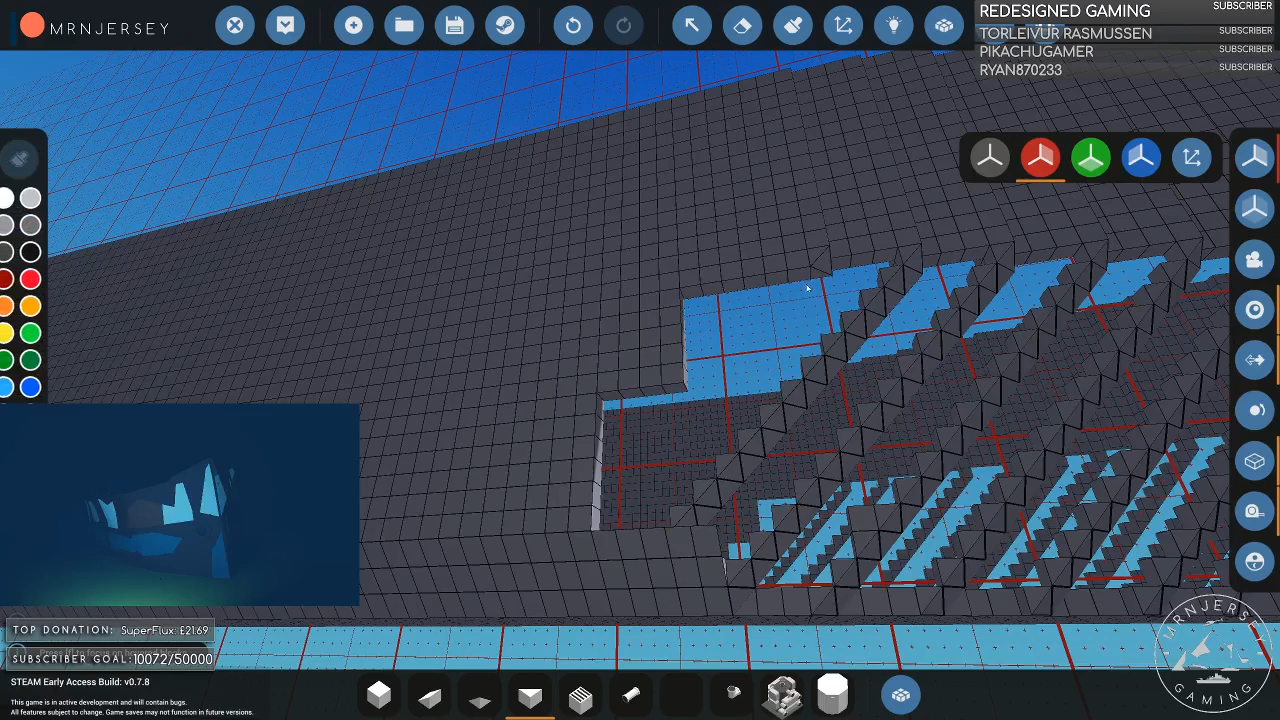 MRNJERSEY
REDESIGNED GAMING SUBSCRIBER
TORLEIVUR RASMUSSEN SUBSCRIBER
PIKACHUGAMER SUBSCRIBER
RYAN870233 SUBSCRIBER
TOP DONATION: SuperFlux: £21.69
SUBSCRIBER GOAL: 10072/50000
STEAM Early Access Build: v0.7.8
This game is in active development and will contain bugs.
All features subject to change. Game saves may not function in future versions.
MRNJERSEY
GAMING